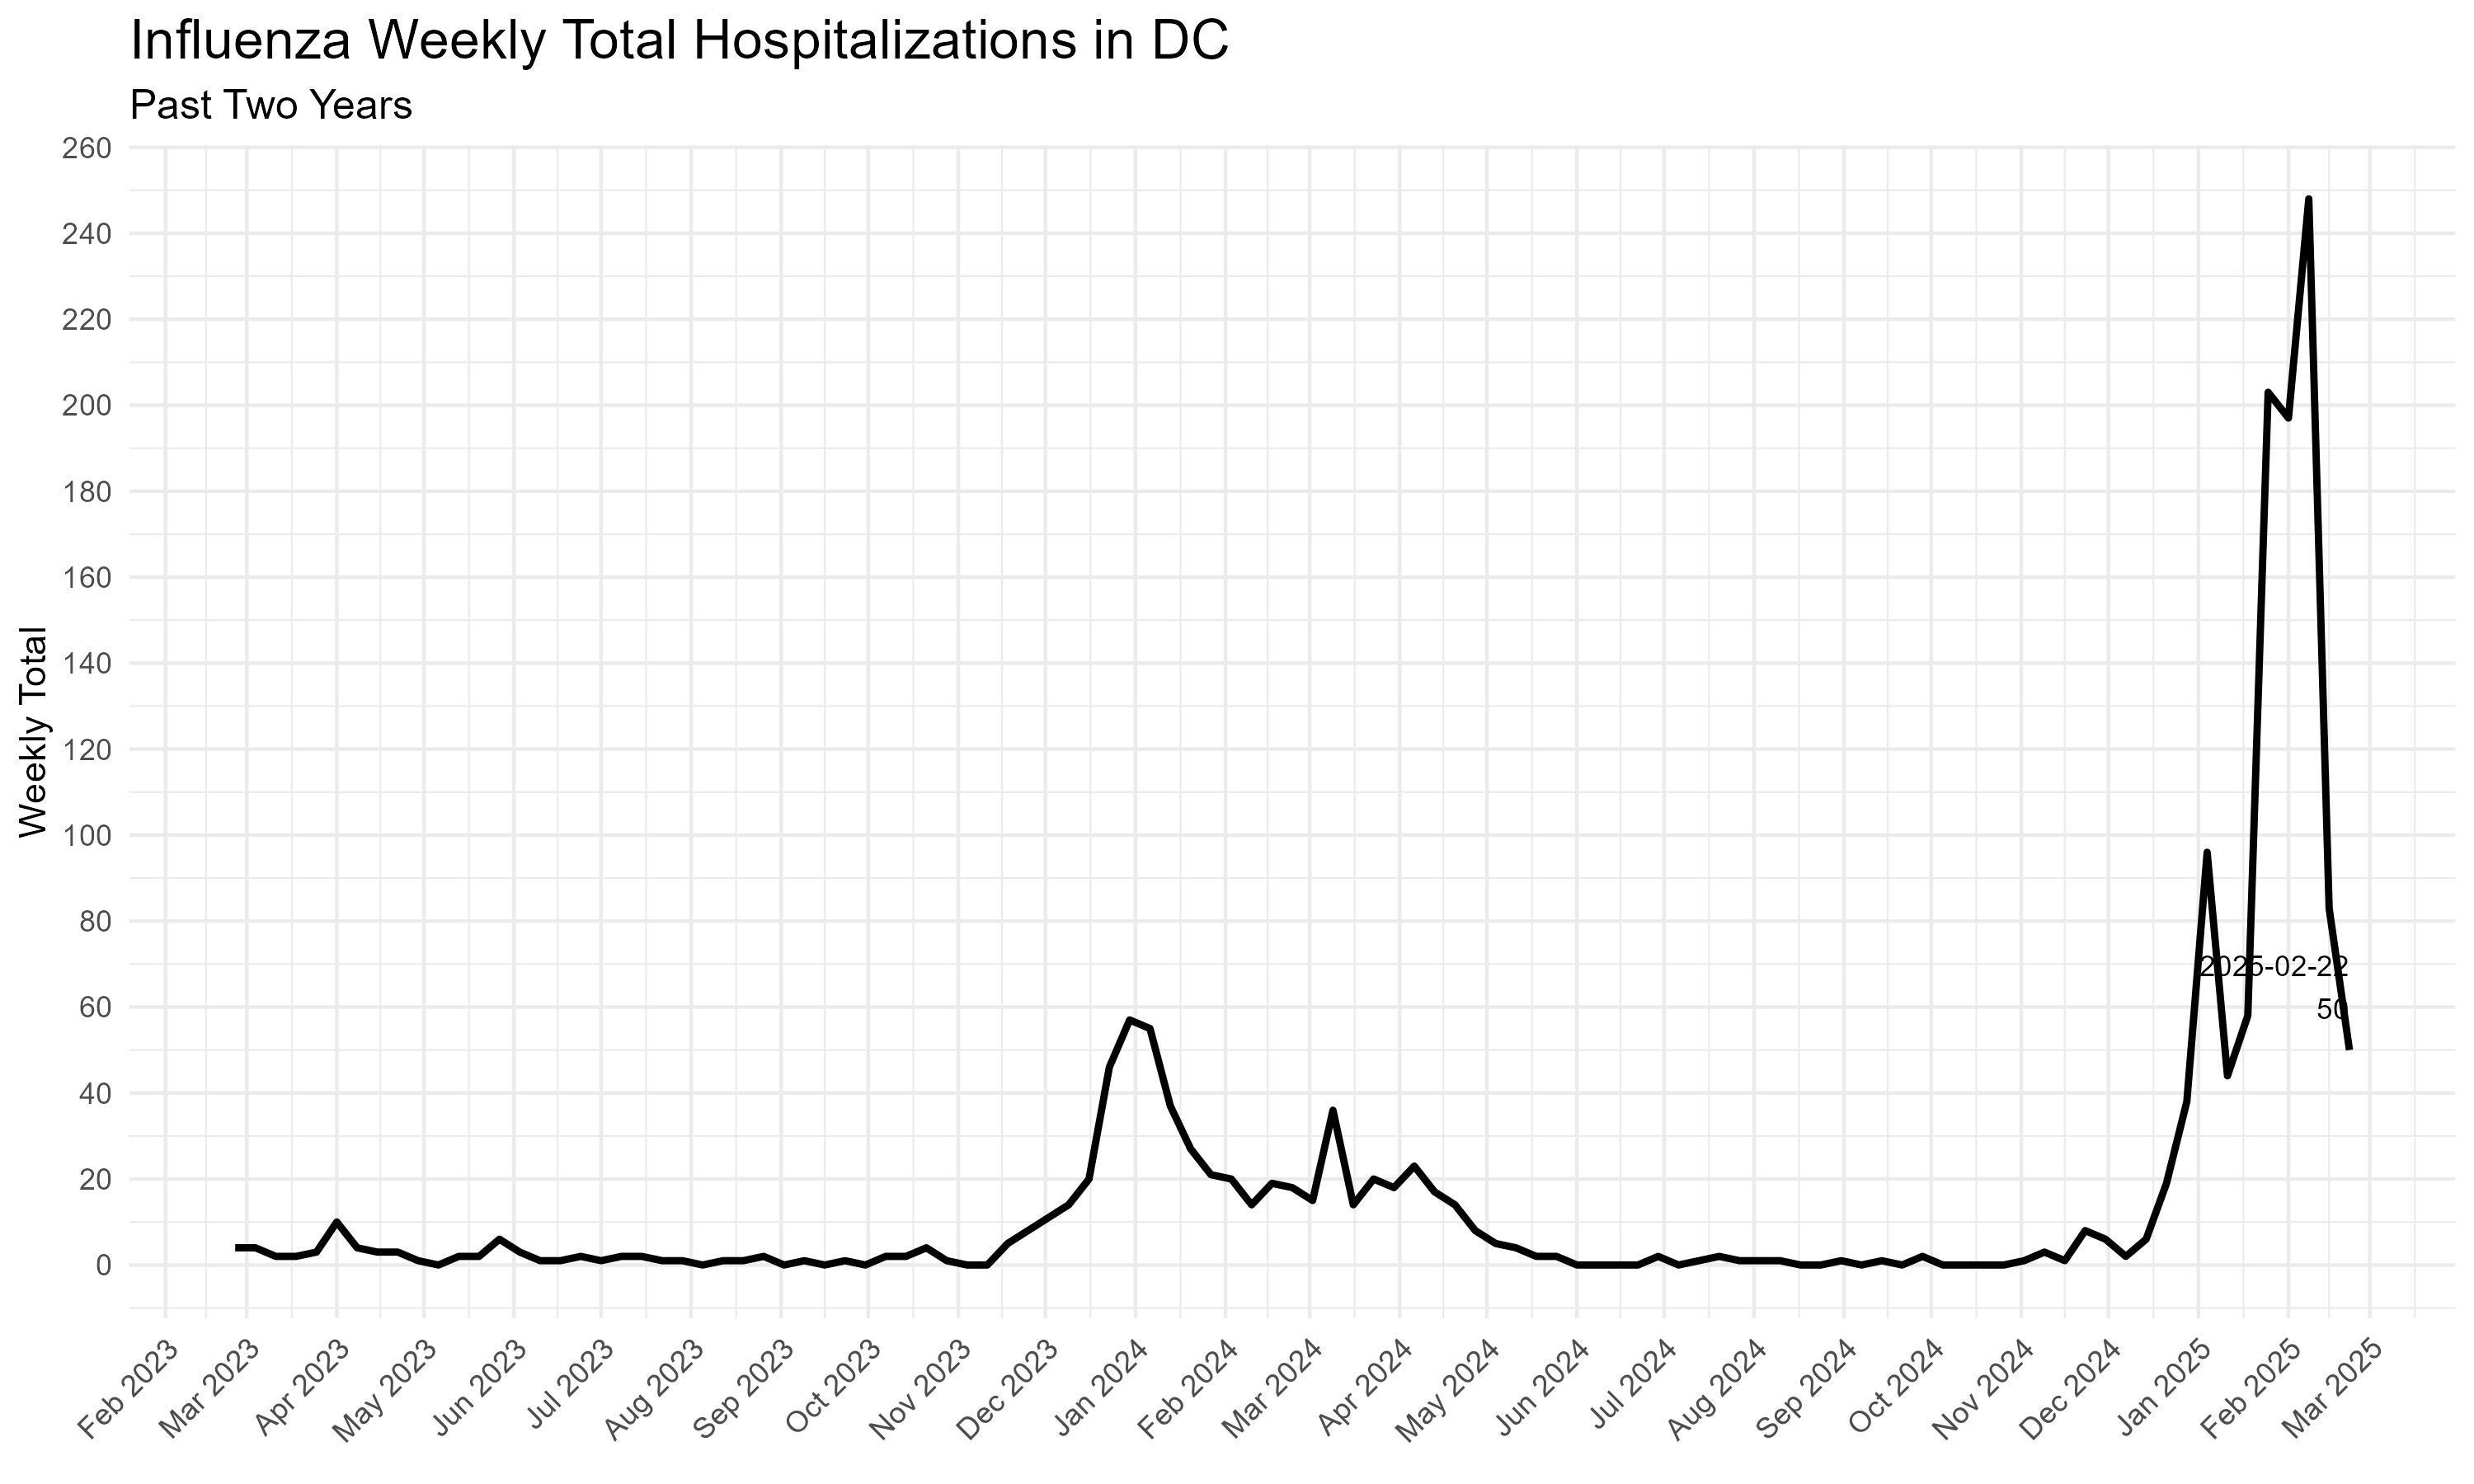 Influenza Weekly Total Hospitalizations in DC
Past Two Years
260
240
220
200
180
160
140
120
100
80
60
40
20
0
Weekly Total
2025-02-22
50
Feb 2023
Mar 2023
Apr 2023
May 2023
Jun 2023
Jul 2023
Aug 2023
Sep 2023
Oct 2023
Nov 2023
Dec 2023
Jan 2024
Feb 2024
Mar 2024
Apr 2024
May 2024
Jun 2024
Jul 2024
Aug 2024
Sep 2024
Oct 2024
Nov 2024
Dec 2024
Jan 2025
Feb 2025
Mar 2025